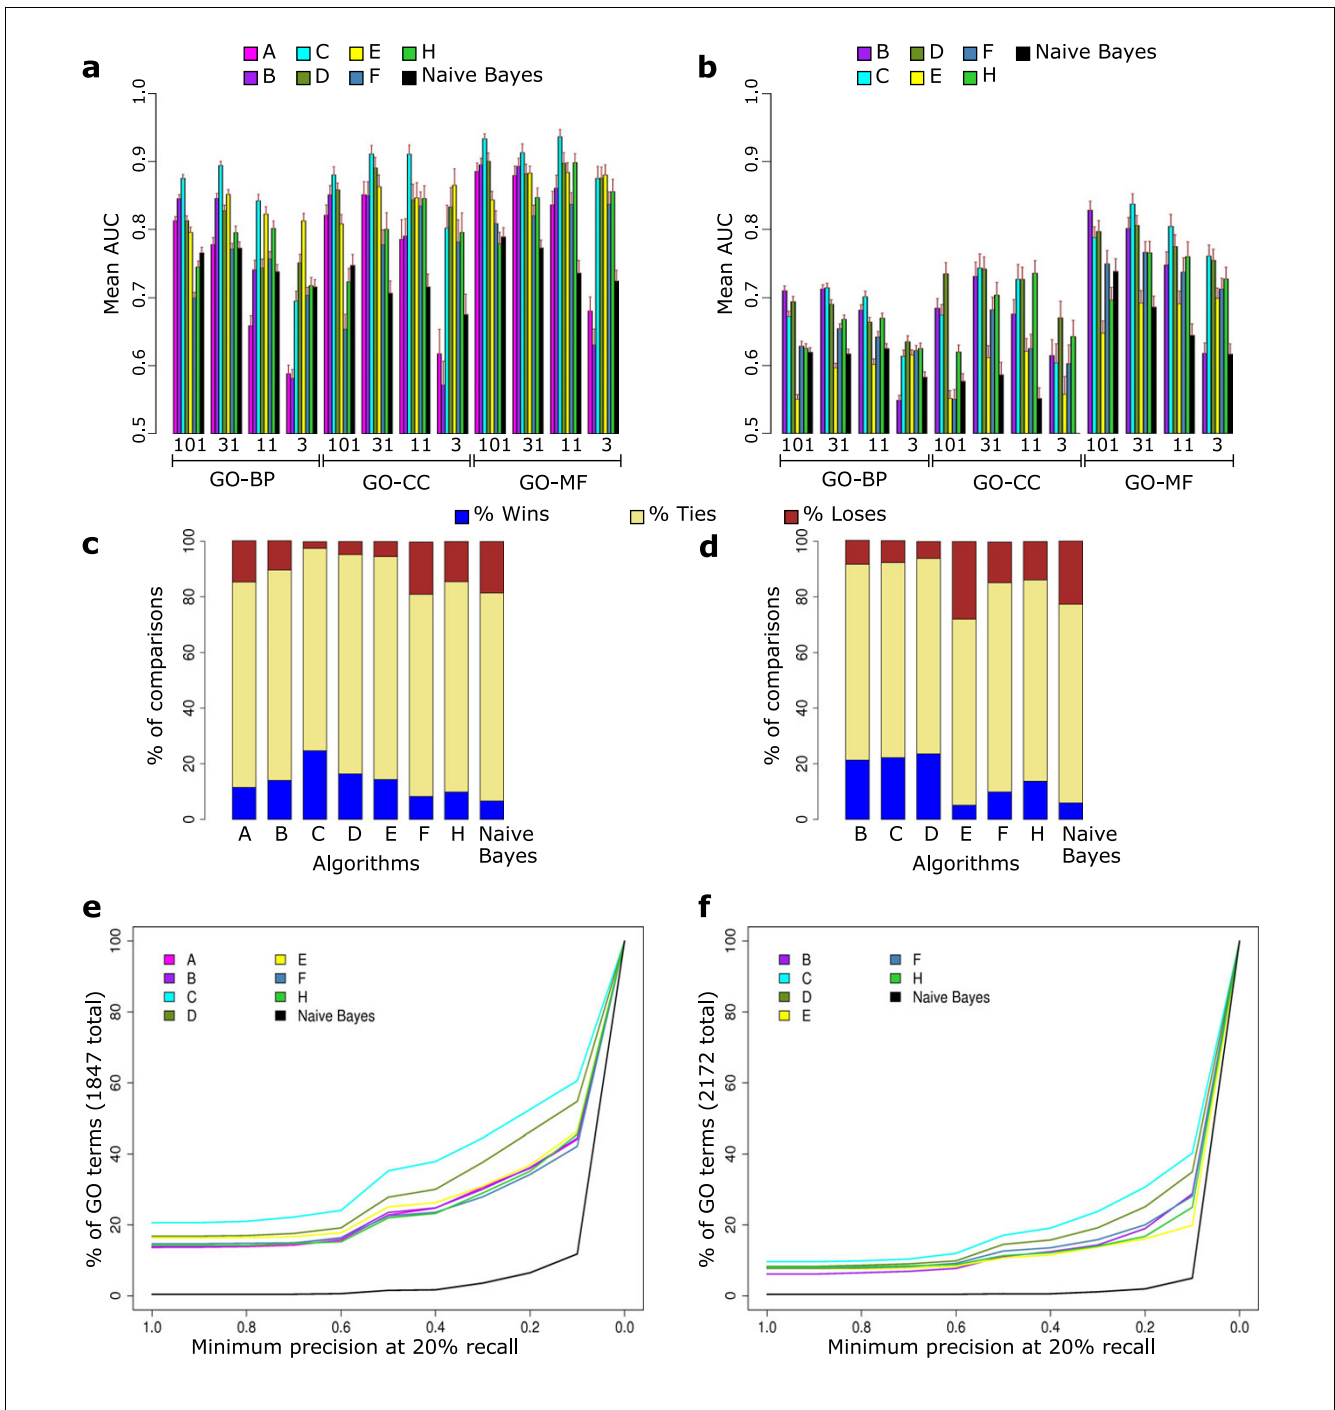 a
A C E H
B D F Naive Bayes
Mean AUC
1.0
0.9
0.8
0.7
0.6
0.5
101 31 11 3 101 31 11 3 101 31 11 3
GO-BP GO-CC GO-MF
b
B D F Naive Bayes
C E H
Mean AUC
1.0
0.9
0.8
0.7
0.6
0.5
101 31 11 3 101 31 11 3 101 31 11 3
GO-BP GO-CC GO-MF
% Wins % Ties % Loses
c
% of comparisons
100
80
60
40
20
0
A B C D E F H Naive
Bayes
Algorithms
d
% of comparisons
100
80
60
40
20
0
B C D E F H Naive
Bayes
Algorithms
e
% of GO terms (1847 total)
100
80
60
40
20
0
A E
B F
C H
D Naive Bayes
1.0 0.8 0.6 0.4 0.2 0.0
Minimum precision at 20% recall
f
% of GO terms (2172 total)
100
80
60
40
20
0
B F
C H
D Naive Bayes
E
1.0 0.8 0.6 0.4 0.2 0.0
Minimum precision at 20% recall